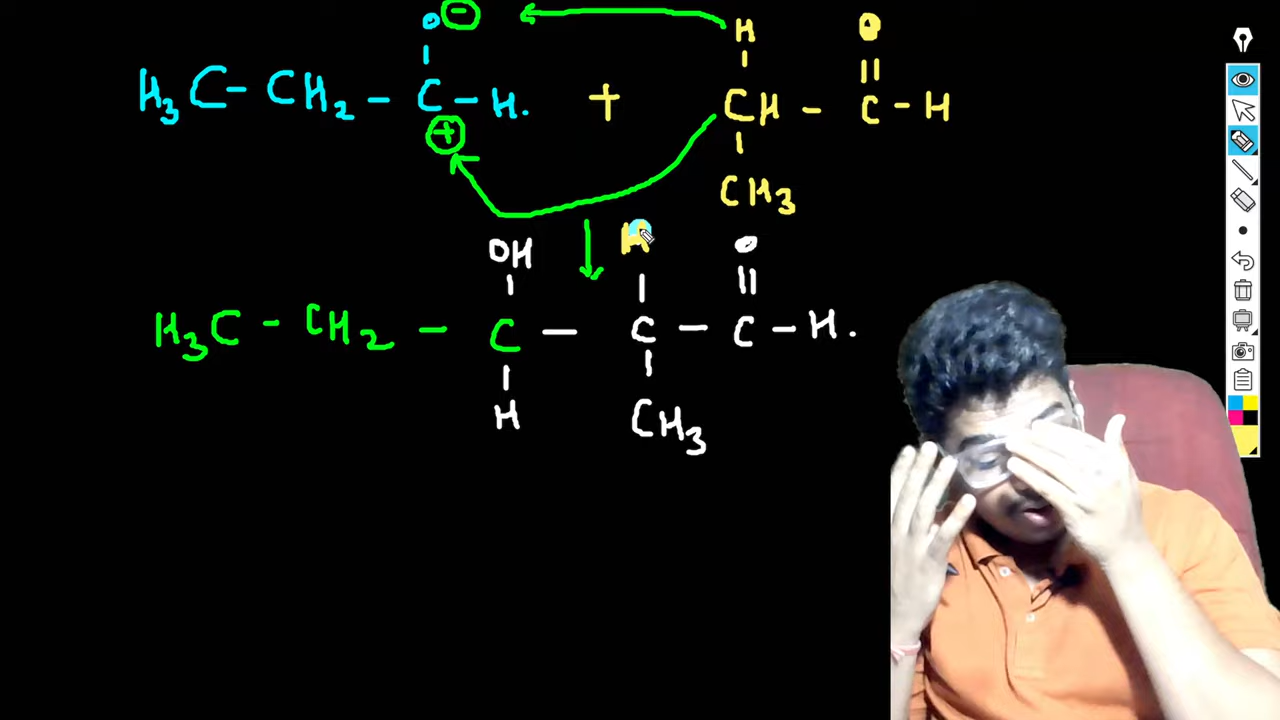 O⊖ H O
H₃C – CH₂ – C – H. + CH – C – H
⊕
CH₃
OH H O
H₃C – CH₂ – C – C – C – H.
H CH₃